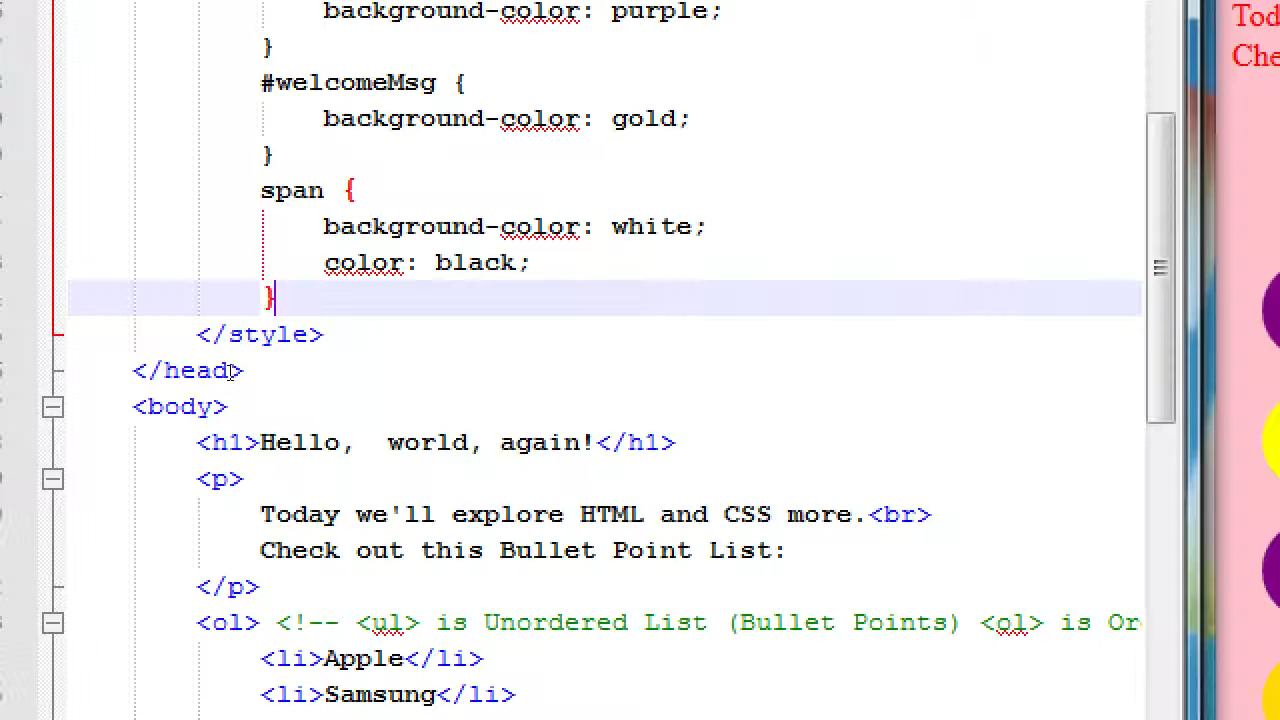 background-color: purple;
}
#welcomeMsg {
background-color: gold;
}
span {
background-color: white;
color: black;
}
</style>
</head>
<body>
<h1>Hello,  world, again!</h1>
<p>
Today we'll explore HTML and CSS more.<br>
Check out this Bullet Point List:
</p>
<ol> <!-- <ul> is Unordered List (Bullet Points) <ol> is Or
<li>Apple</li>
<li>Samsung</li>
Tod
Che